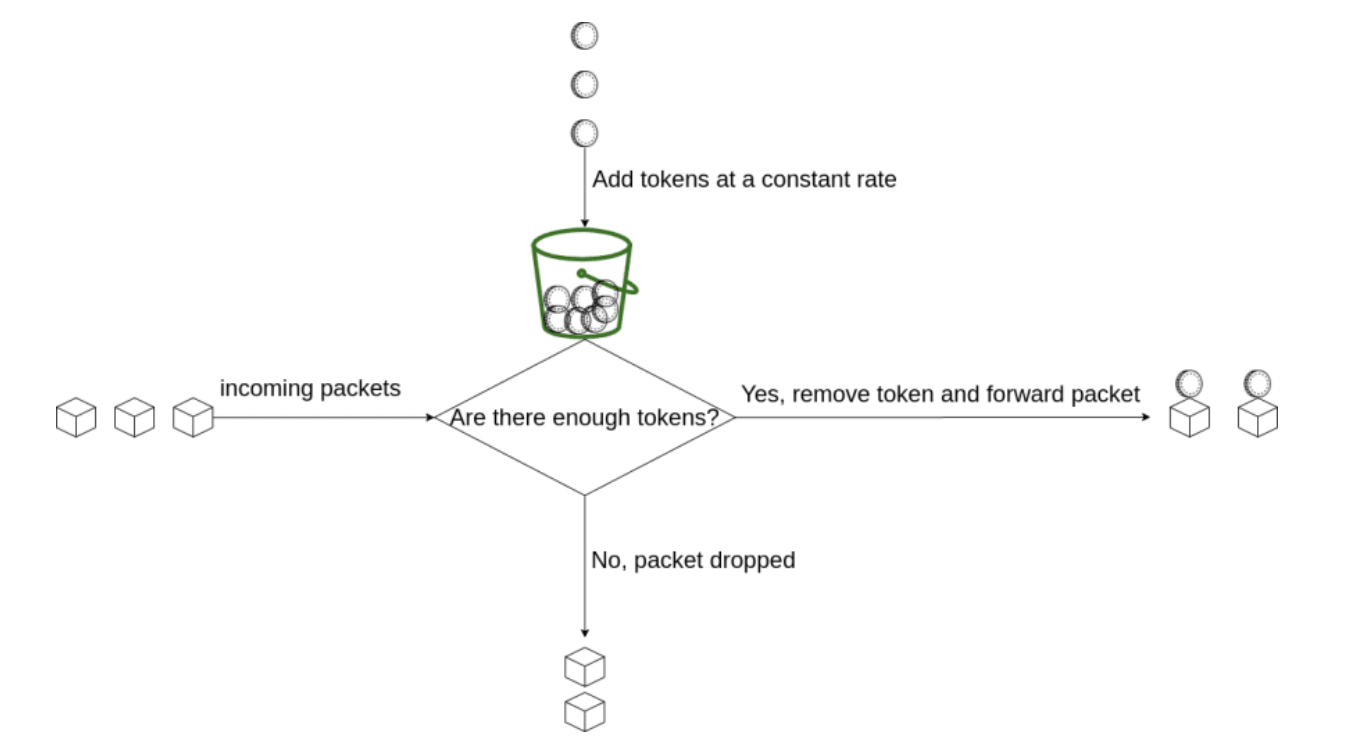 Add tokens at a constant rate
incoming packets
Are there enough tokens?
Yes, remove token and forward packet
No, packet dropped